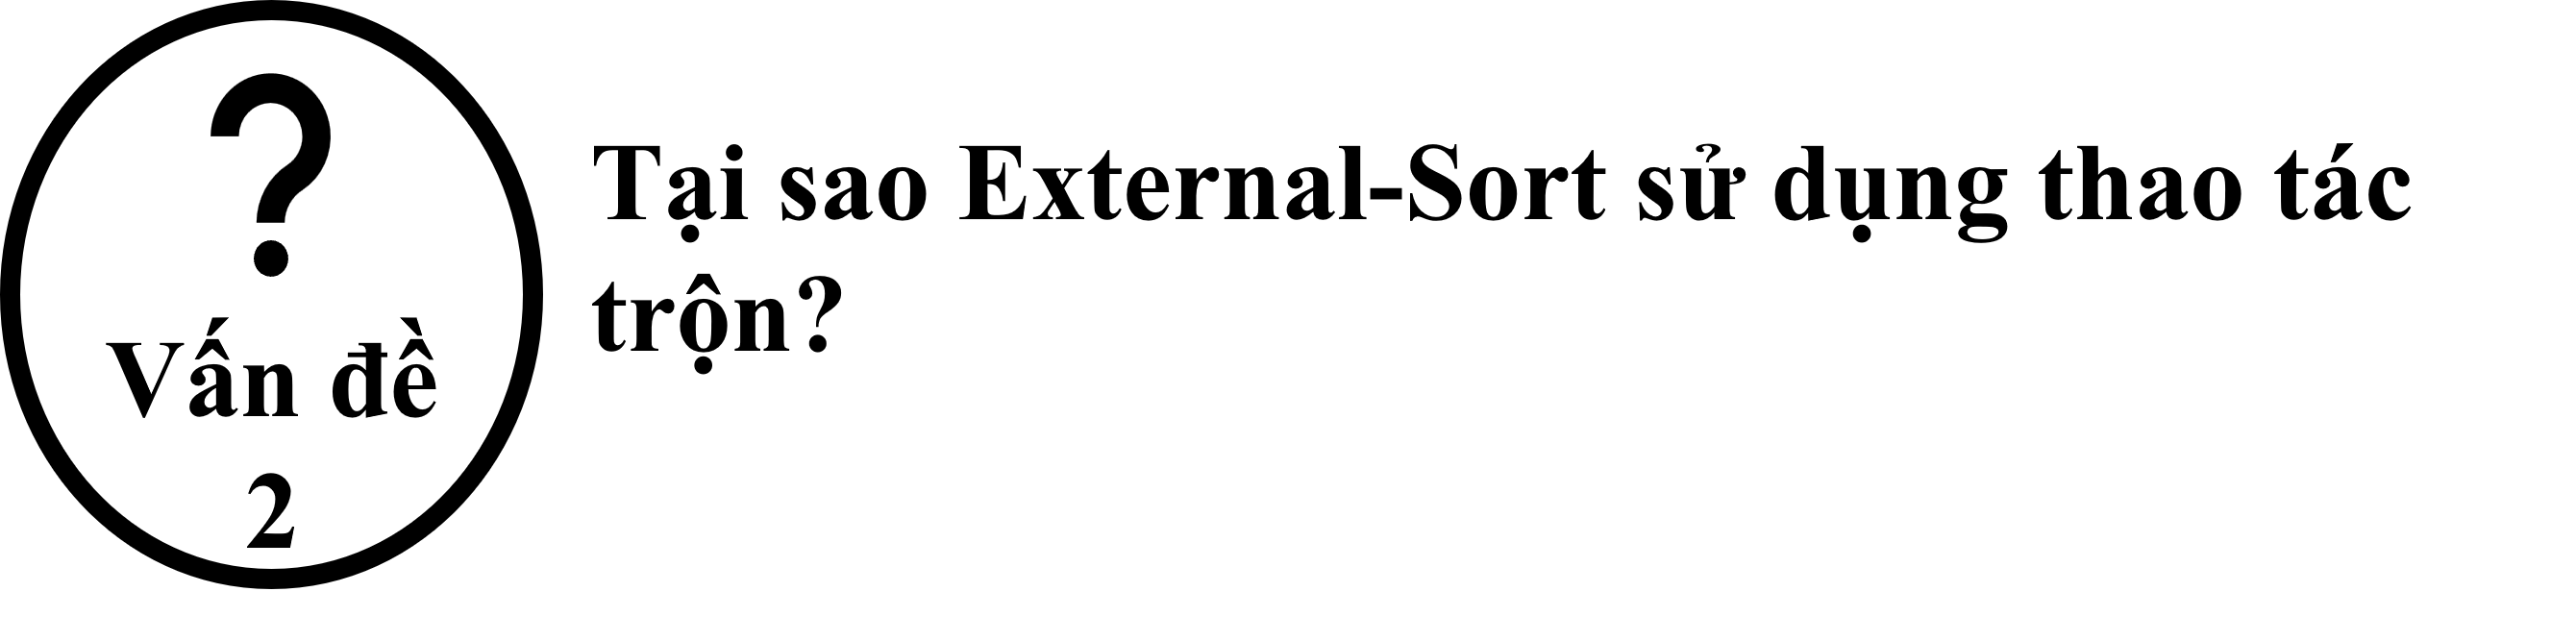 ?
Vấn đề
2
Tại sao External-Sort sử dụng thao tác
trộn?